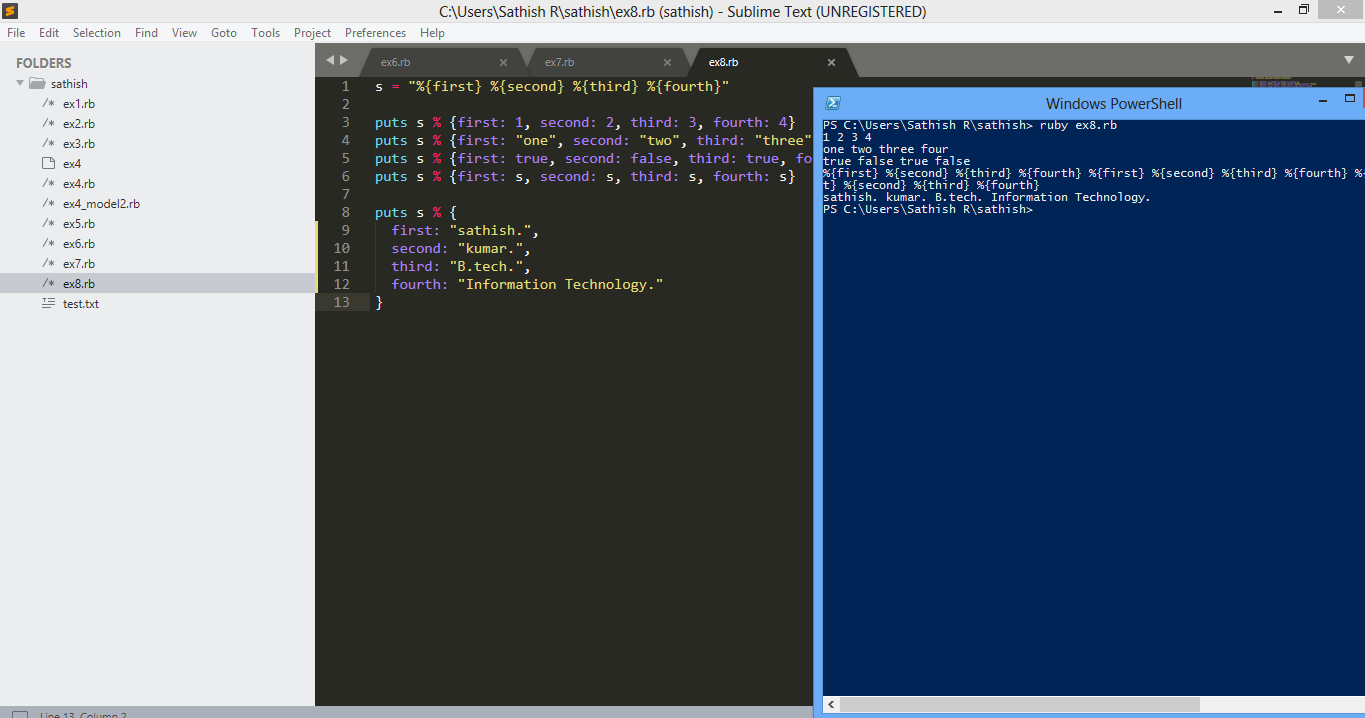 C:\Users\Sathish R\sathish\ex8.rb (sathish) - Sublime Text (UNREGISTERED)
File Edit Selection Find View Goto Tools Project Preferences Help
FOLDERS
sathish
/* ex1.rb
/* ex2.rb
/* ex3.rb
ex4
/* ex4.rb
/* ex4_model2.rb
/* ex5.rb
/* ex6.rb
/* ex7.rb
/* ex8.rb
test.txt
ex6.rb ex7.rb ex8.rb
1 s = "%{first} %{second} %{third} %{fourth}"
2
3 puts s % {first: 1, second: 2, third: 3, fourth: 4}
4 puts s % {first: "one", second: "two", third: "three"
5 puts s % {first: true, second: false, third: true, fo
6 puts s % {first: s, second: s, third: s, fourth: s}
7
8 puts s % {
9 first: "sathish.",
10 second: "kumar.",
11 third: "B.tech.",
12 fourth: "Information Technology."
13 }
Windows PowerShell
PS C:\Users\Sathish R\sathish> ruby ex8.rb
1 2 3 4
one two three four
true false true false
%{first} %{second} %{third} %{fourth} %{first} %{second} %{third} %{fourth} %{
t} %{second} %{third} %{fourth}
sathish. kumar. B.tech. Information Technology.
PS C:\Users\Sathish R\sathish>
Line 13, Column 2